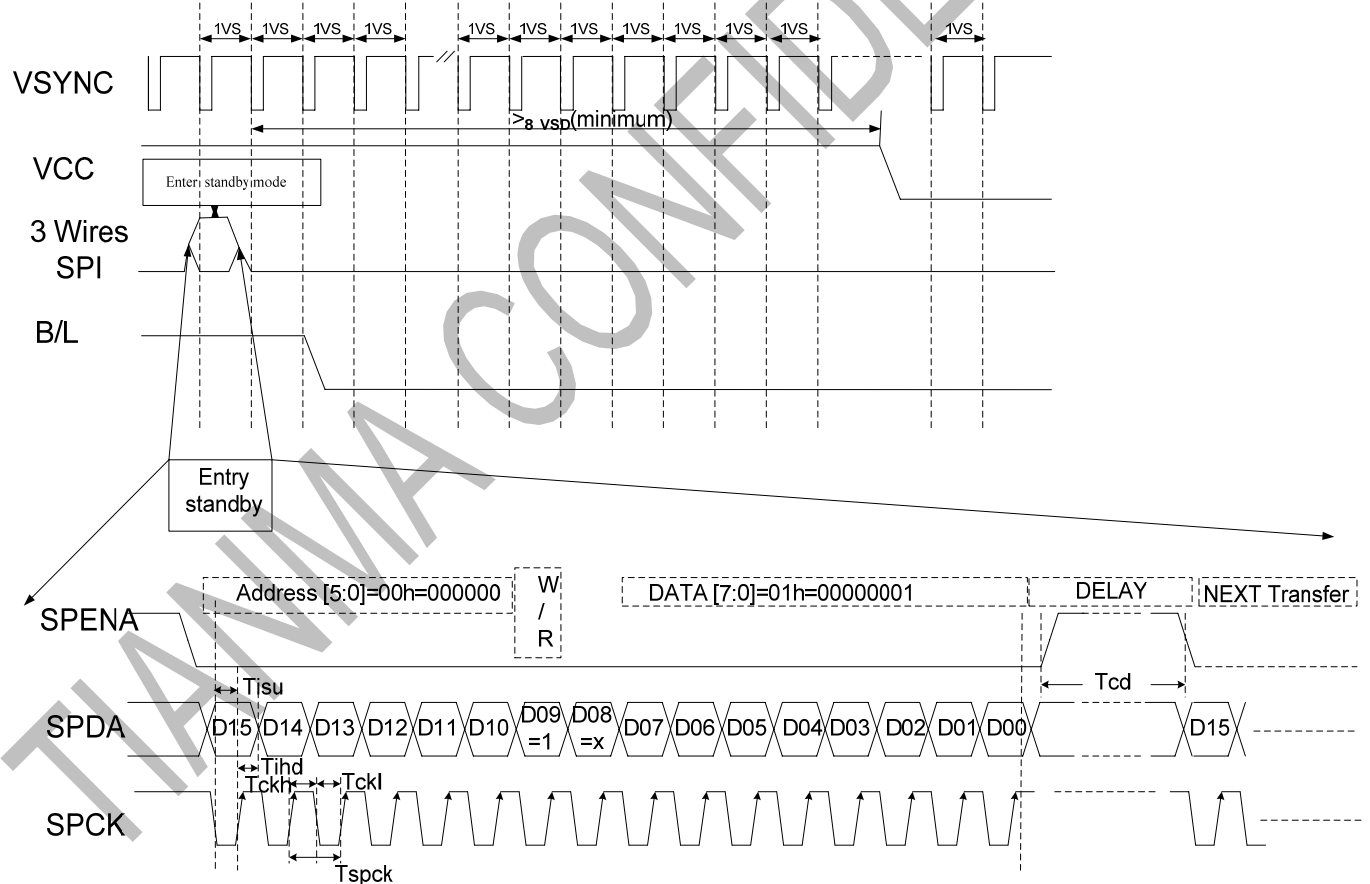 1VS 1VS 1VS 1VS 1VS 1VS 1VS 1VS 1VS 1VS 1VS 1VS
VSYNC
>8 VSD(minimum)
VCC
Enter standby mode
3 Wires
SPI
B/L
Entry
standby
Address [5:0]=00h=000000
W
/
R
DATA [7:0]=01h=00000001
DELAY
NEXT Transfer
SPENA
Tisu
Tcd
SPDA
D15 D14 D13 D12 D11 D10 D09 =1 D08 =x D07 D06 D05 D04 D03 D02 D01 D00 D15
Tihd
Tckh Tckl
SPCK
Tspck
TIANMA CONFIDE